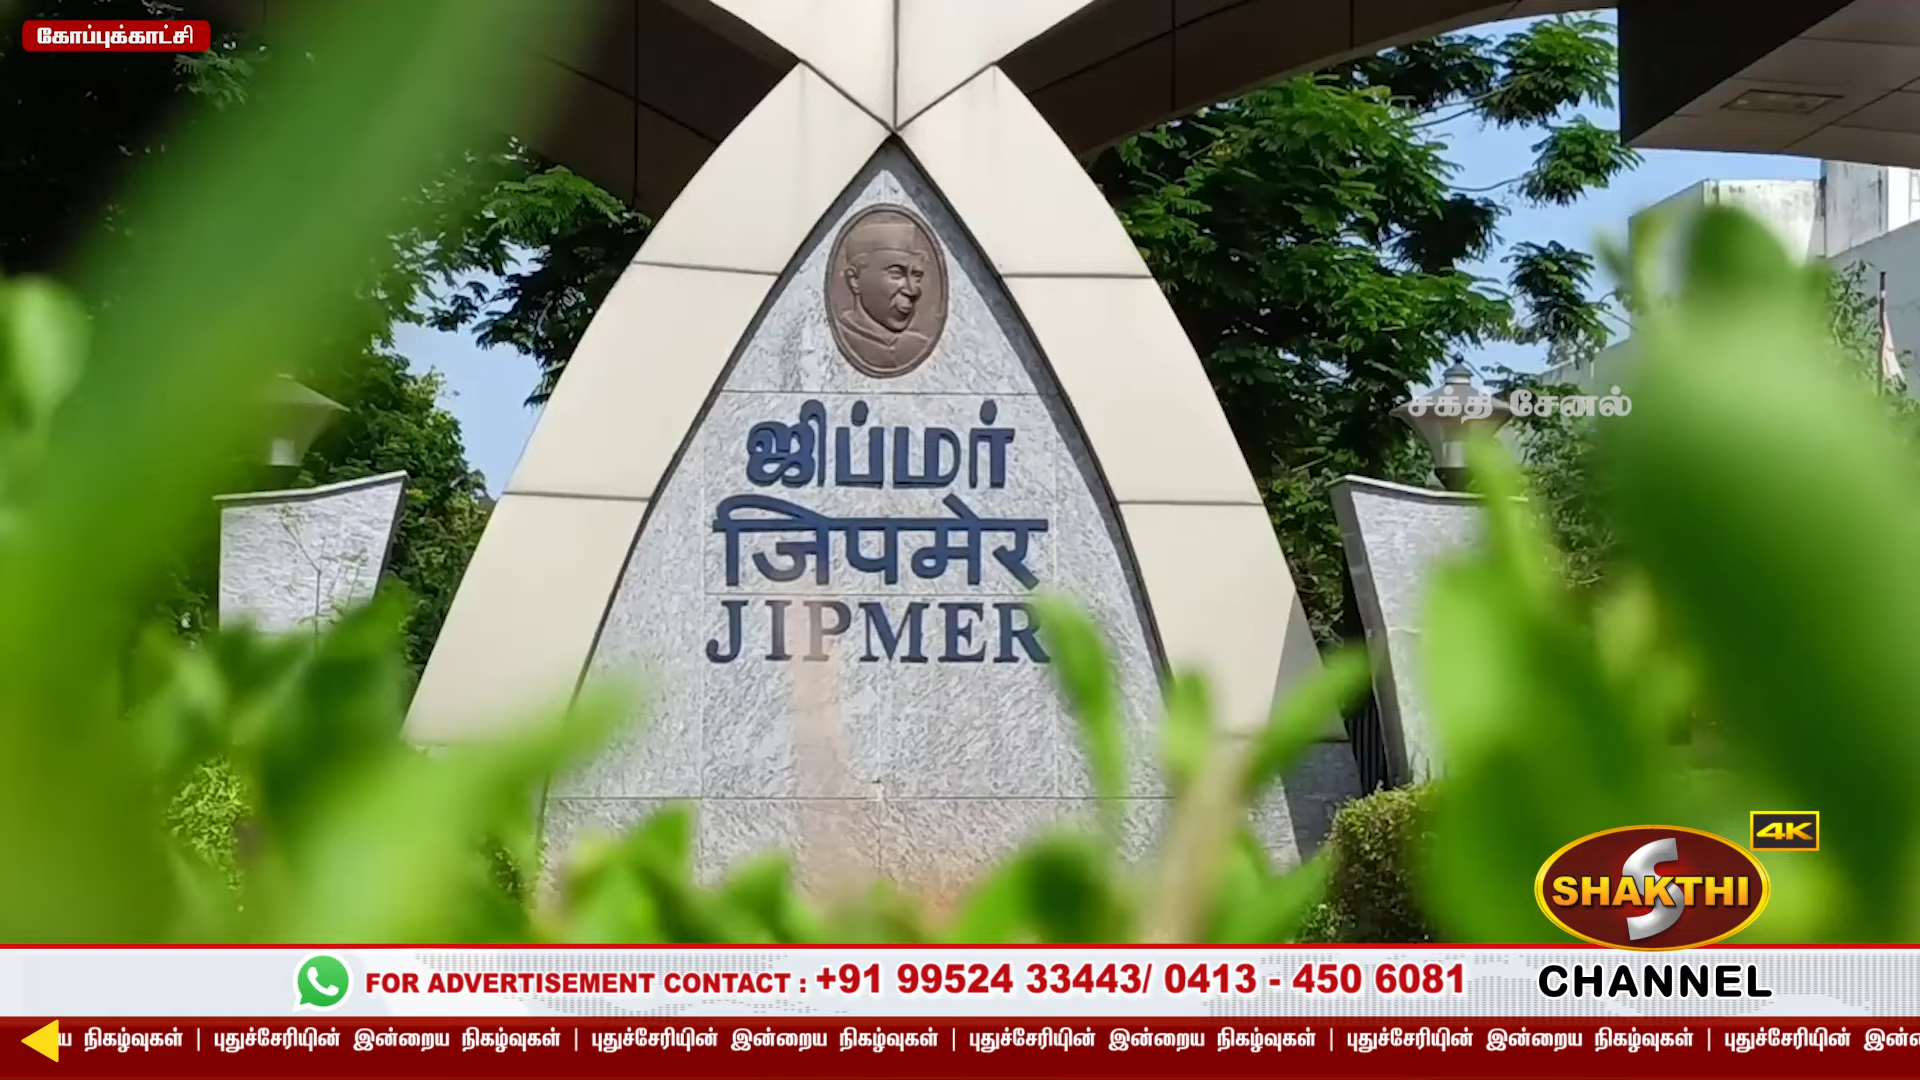 கோப்புக்காட்சி
சக்தி சேனல்
ஜிப்மர்
जिपमेर
JIPMER
4K
SHAKTHI
S
CHANNEL
FOR ADVERTISEMENT CONTACT : +91 99524 33443/ 0413 - 450 6081
நிகழ்வுகள் | புதுச்சேரியின் இன்றைய நிகழ்வுகள் | புதுச்சேரியின் இன்றைய நிகழ்வுகள் | புதுச்சேரியின் இன்றைய நிகழ்வுகள் | புதுச்சேரியின் இன்றைய நிகழ்வுகள் | புதுச்சேரியின்